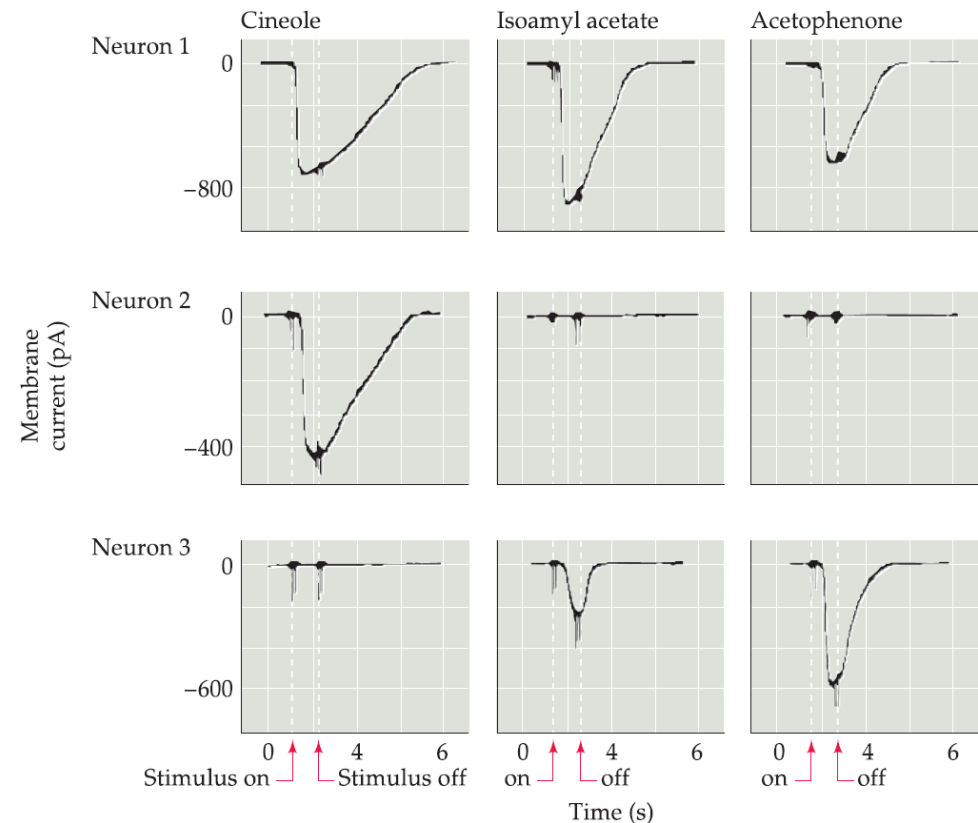 Cineole Isoamyl acetate Acetophenone
Neuron 1
0
−800
Neuron 2
0
−400
Membrane
current (pA)
Neuron 3
0
−600
0 4 6 0 4 6 0 4 6
Stimulus on Stimulus off on off on off
Time (s)